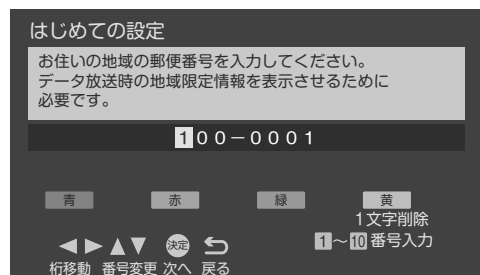 はじめての設定
お住いの地域の郵便番号を入力してください。
データ放送時の地域限定情報を表示させるために
必要です。
100-0001
青 赤 緑 黄
1文字削除
決定 1~10番号入力
桁移動 番号変更 次へ 戻る